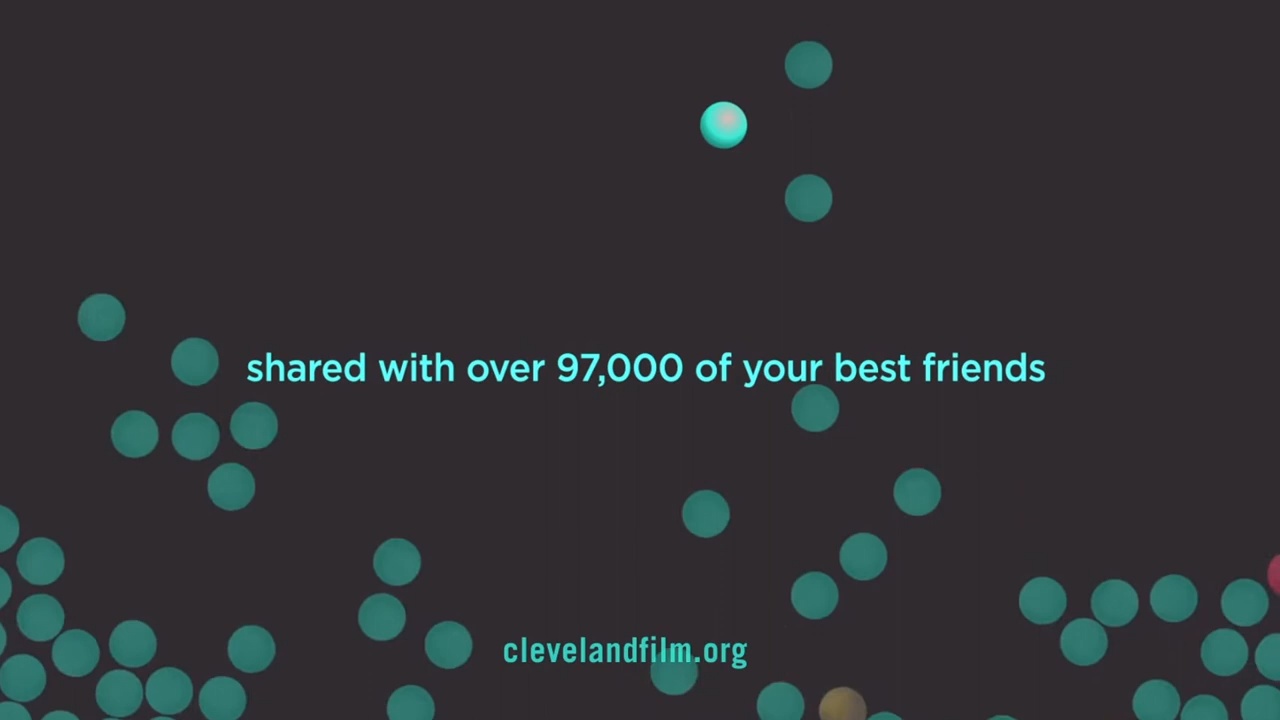 shared with over 97,000 of your best friends
clevelandfilm.org